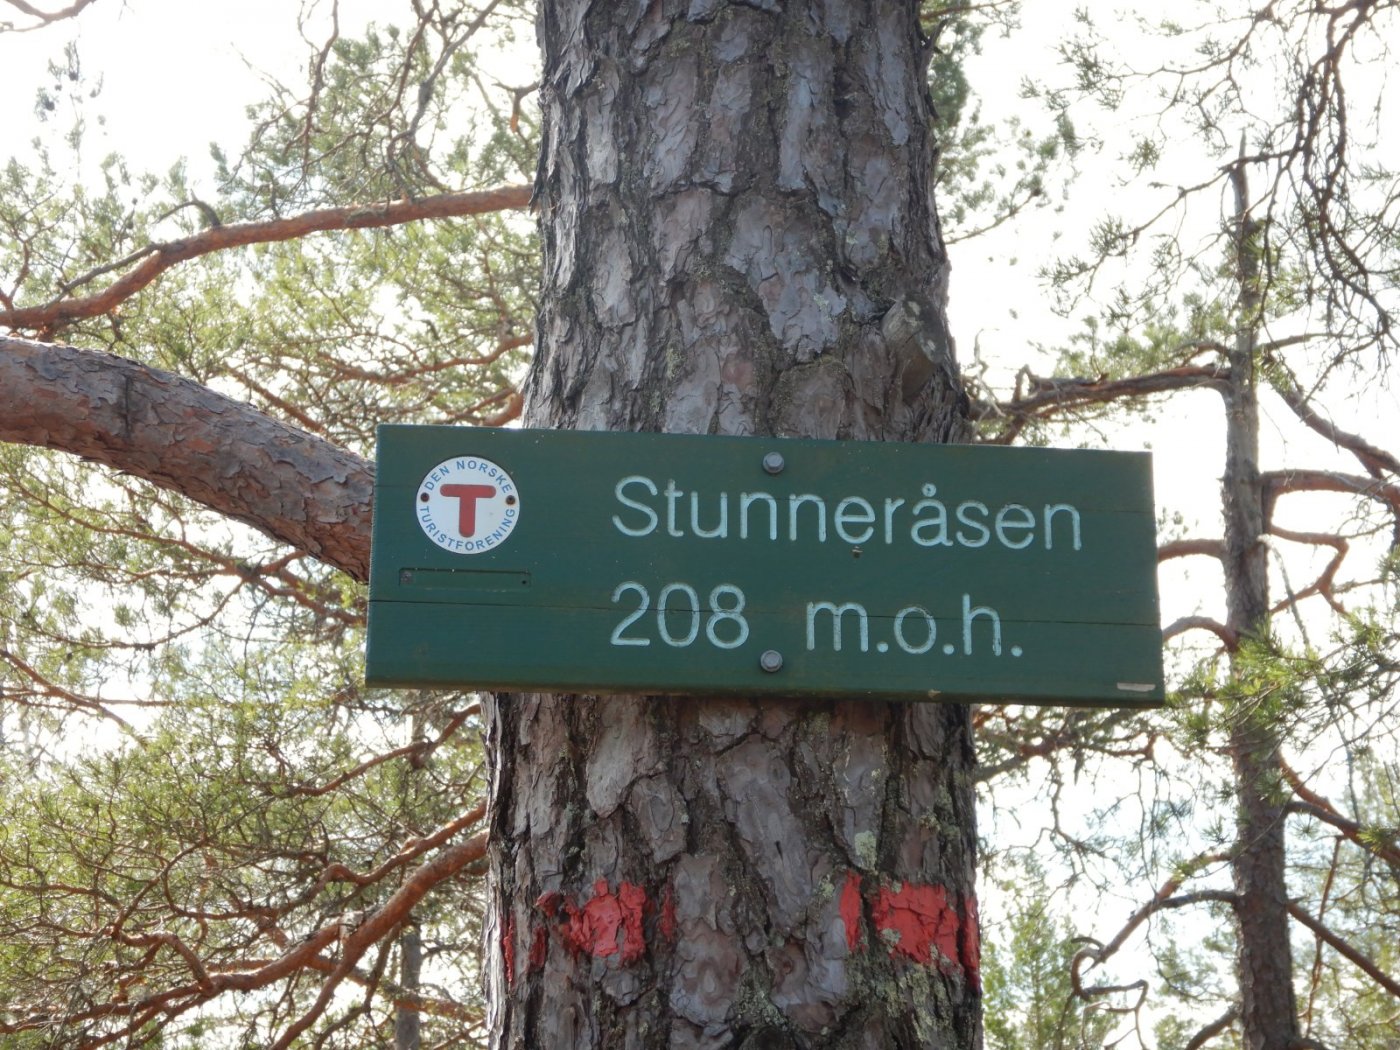 DEN NORSKE
T
TURISTFORENING
Stunneråsen
208 m.o.h.